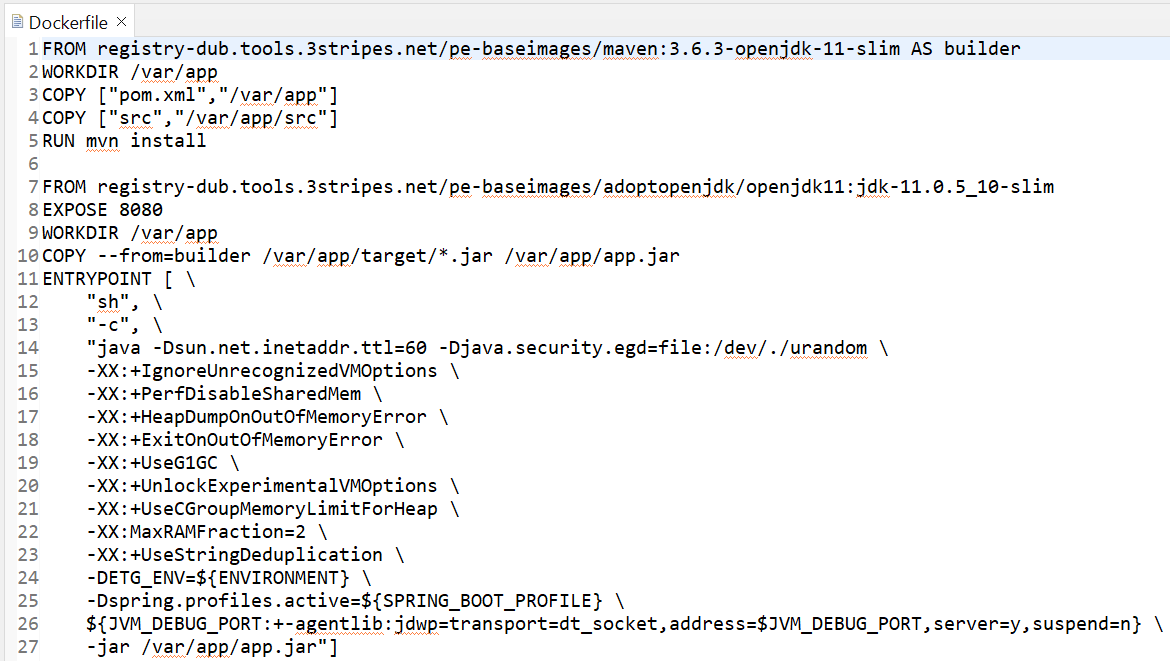 Dockerfile
1 FROM registry-dub.tools.3stripes.net/pe-baseimages/maven:3.6.3-openjdk-11-slim AS builder
2 WORKDIR /var/app
3 COPY ["pom.xml","/var/app"]
4 COPY ["src","/var/app/src"]
5 RUN mvn install
6
7 FROM registry-dub.tools.3stripes.net/pe-baseimages/adoptopenjdk/openjdk11:jdk-11.0.5_10-slim
8 EXPOSE 8080
9 WORKDIR /var/app
10 COPY --from=builder /var/app/target/*.jar /var/app/app.jar
11 ENTRYPOINT [ \
12     "sh", \
13     "-c", \
14     "java -Dsun.net.inetaddr.ttl=60 -Djava.security.egd=file:/dev/./urandom \
15     -XX:+IgnoreUnrecognizedVMOptions \
16     -XX:+PerfDisableSharedMem \
17     -XX:+HeapDumpOnOutOfMemoryError \
18     -XX:+ExitOnOutOfMemoryError \
19     -XX:+UseG1GC \
20     -XX:+UnlockExperimentalVMOptions \
21     -XX:+UseCGroupMemoryLimitForHeap \
22     -XX:MaxRAMFraction=2 \
23     -XX:+UseStringDeduplication \
24     -DETG_ENV=${ENVIRONMENT} \
25     -Dspring.profiles.active=${SPRING_BOOT_PROFILE} \
26     ${JVM_DEBUG_PORT:+-agentlib:jdwp=transport=dt_socket,address=$JVM_DEBUG_PORT,server=y,suspend=n} \
27     -jar /var/app/app.jar"]